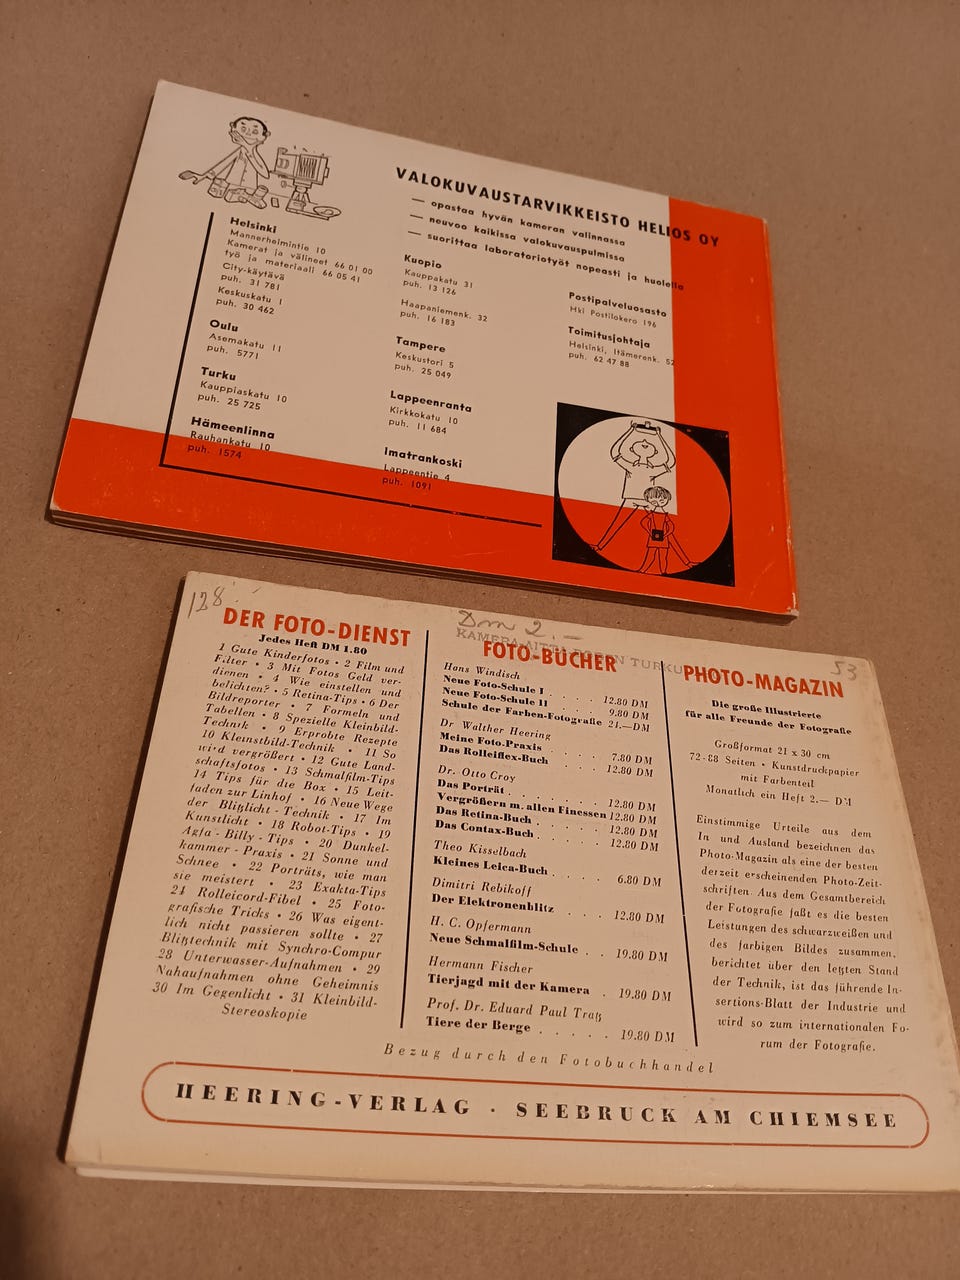 VALOKUVAUSTARVIKKEISTO HELIOS OY
— opastaa hyvän kameran valinnassa
— neuvoo kaikissa valokuvauspulmissa
— suorittaa laboratoriotyöt nopeasti ja huolella
Helsinki
Mannerhelmintie 10
Kamerat ja välineet 66 01 00
työ ja materiaali 66 05 41
City-käytävä
puh. 31 781
Keskuskatu 1
puh. 30 462
Oulu
Asemakatu 11
puh. 5771
Turku
Kauppiaskatu 10
puh. 25 725
Hämeenlinna
Rauhankatu 10
puh. 1574
Kuopio
Kauppakatu 31
puh. 13 126
Haapaniemenk. 32
puh. 16 183
Tampere
Keskustori 5
puh. 25 049
Lappeenranta
Kirkkokatu 10
puh. 11 684
Imatrankoski
Lappeentie 4
puh. 1091
Postipalveluosasto
Hki Postilokero 196
Toimitusjohtaja
Helsinki, Itämerenk. 52
puh. 62 47 88
128
DER FOTO-DIENST
Jedes Heft DM 1.80
1 Gute Kinderfotos • 2 Film und
Filter • 3 Mit Fotos Geld ver-
dienen • 4 Wie einstellen und
belichten? • 5 Retina-Tips • 6 Der
Bildreporter • 7 Formeln und
Tabellen • 8 Spezielle Kleinbild-
Technik • 9 Erprobte Rezepte
10 Kleinstbild-Technik • 11 So
wird vergrößert • 12 Gute Land-
schaftsfotos • 13 Schmalfilm-Tips
14 Tips für die Box • 15 Leit-
faden zur Linhof • 16 Neue Wege
der Blitzlicht-Technik • 17 Im
Kunstlicht • 18 Robot-Tips • 19
Agfa-Billy-Tips • 20 Dunkel-
kammer-Praxis • 21 Sonne und
Schnee • 22 Porträts, wie man
sie meistert • 23 Exakta-Tips
24 Rolleicord-Fibel • 25 Foto-
grafische Tricks • 26 Was eigent-
lich nicht passieren sollte • 27
Blitztechnik mit Synchro-Compur
28 Unterwasser-Aufnahmen • 29
Nahaufnahmen ohne Geheimnis
30 Im Gegenlicht • 31 Kleinbild-
Stereoskopie
Dm 2.-
KAMERA-AITTA TURKU
FOTO-BÜCHER
Hans Windisch
Neue Foto-Schule I . . . . 12.80 DM
Neue Foto-Schule II . . . 9.80 DM
Schule der Farben-Fotografie 21.—DM
Dr Walther Heering
Meine Foto-Praxis . . . . 7.80 DM
Das Rolleiflex-Buch . . . . 12.80 DM
Dr. Otto Croy
Das Porträt . . . . . . . 12.80 DM
Vergrößern m. allen Finessen 12.80 DM
Das Retina-Buch . . . . 12.80 DM
Das Contax-Buch . . . . 12.80 DM
Theo Kisselbach
Kleines Leica-Buch . . . . 6.80 DM
Dimitri Rebikoff
Der Elektronenblitz . . . 12.80 DM
H. C. Opfermann
Neue Schmalfilm-Schule . . 19.80 DM
Hermann Fischer
Tierjagd mit der Kamera . 19.80 DM
Prof. Dr. Eduard Paul Tratz
Tiere der Berge . . . . . 19.80 DM
53
PHOTO-MAGAZIN
Die große Illustrierte
für alle Freunde der Fotografie
Großformat 21 x 30 cm
72-88 Seiten • Kunstdruckpapier
mit Farbenteil
Monatlich ein Heft 2.— DM
Einstimmige Urteile aus dem
In und Ausland bezeichnen das
Photo-Magazin als eine der besten
derzeit erscheinenden Photo-Zeit-
schriften. Aus dem Gesamtbereich
der Fotografie faßt es die besten
Leistungen des schwarzweißen und
des farbigen Bildes zusammen,
berichtet über den letzten Stand
der Technik, ist das führende In-
sertions-Blatt der Industrie und
wird so zum internationalen Fo-
rum der Fotografie.
Bezug durch den Fotobuchhandel
HEERING-VERLAG · SEEBRUCK AM CHIEMSEE